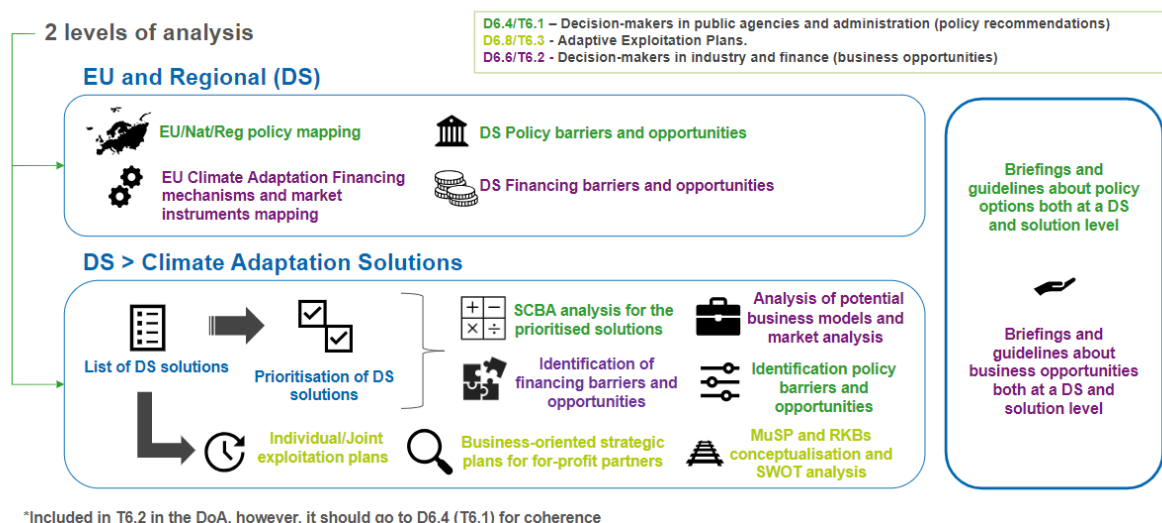 2 levels of analysis
D6.4/T6.1 – Decision-makers in public agencies and administration (policy recommendations)
D6.8/T6.3 - Adaptive Exploitation Plans.
D6.6/T6.2 - Decision-makers in industry and finance (business opportunities)
EU and Regional (DS)
EU/Nat/Reg policy mapping
DS Policy barriers and opportunities
EU Climate Adaptation Financing
mechanisms and market
instruments mapping
DS Financing barriers and opportunities
DS > Climate Adaptation Solutions
List of DS solutions
Prioritisation of DS
solutions
SCBA analysis for the
prioritised solutions
Analysis of potential
business models and
market analysis
Identification of
financing barriers and
opportunities
Identification policy
barriers and
opportunities
Individual/Joint
exploitation plans
Business-oriented strategic
plans for for-profit partners
MuSP and RKBs
conceptualisation and
SWOT analysis
Briefings and
guidelines about policy
options both at a DS
and solution level
Briefings and
guidelines about
business opportunities
both at a DS and
solution level
*Included in T6.2 in the DoA, however, it should go to D6.4 (T6.1) for coherence